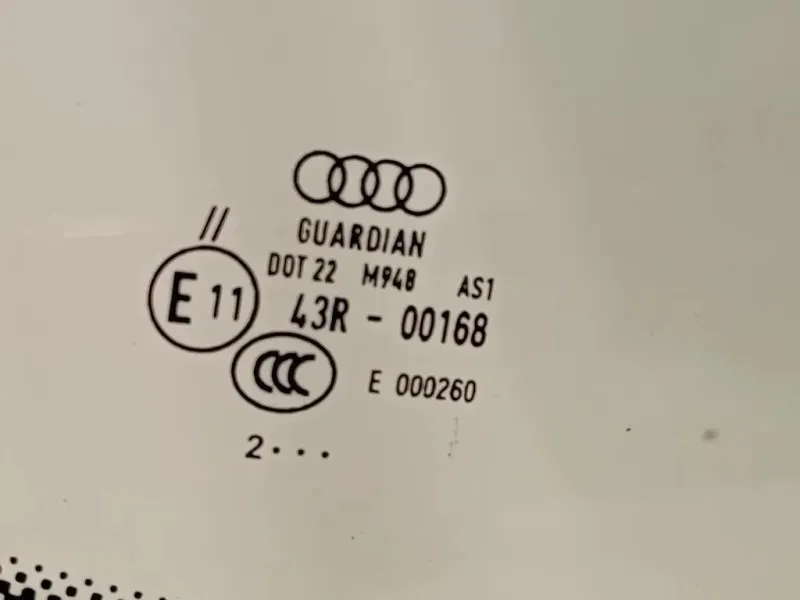 //
GUARDIAN
DOT 22 M948 AS1
E 11
43R - 00168
CCC
E 000260
2...